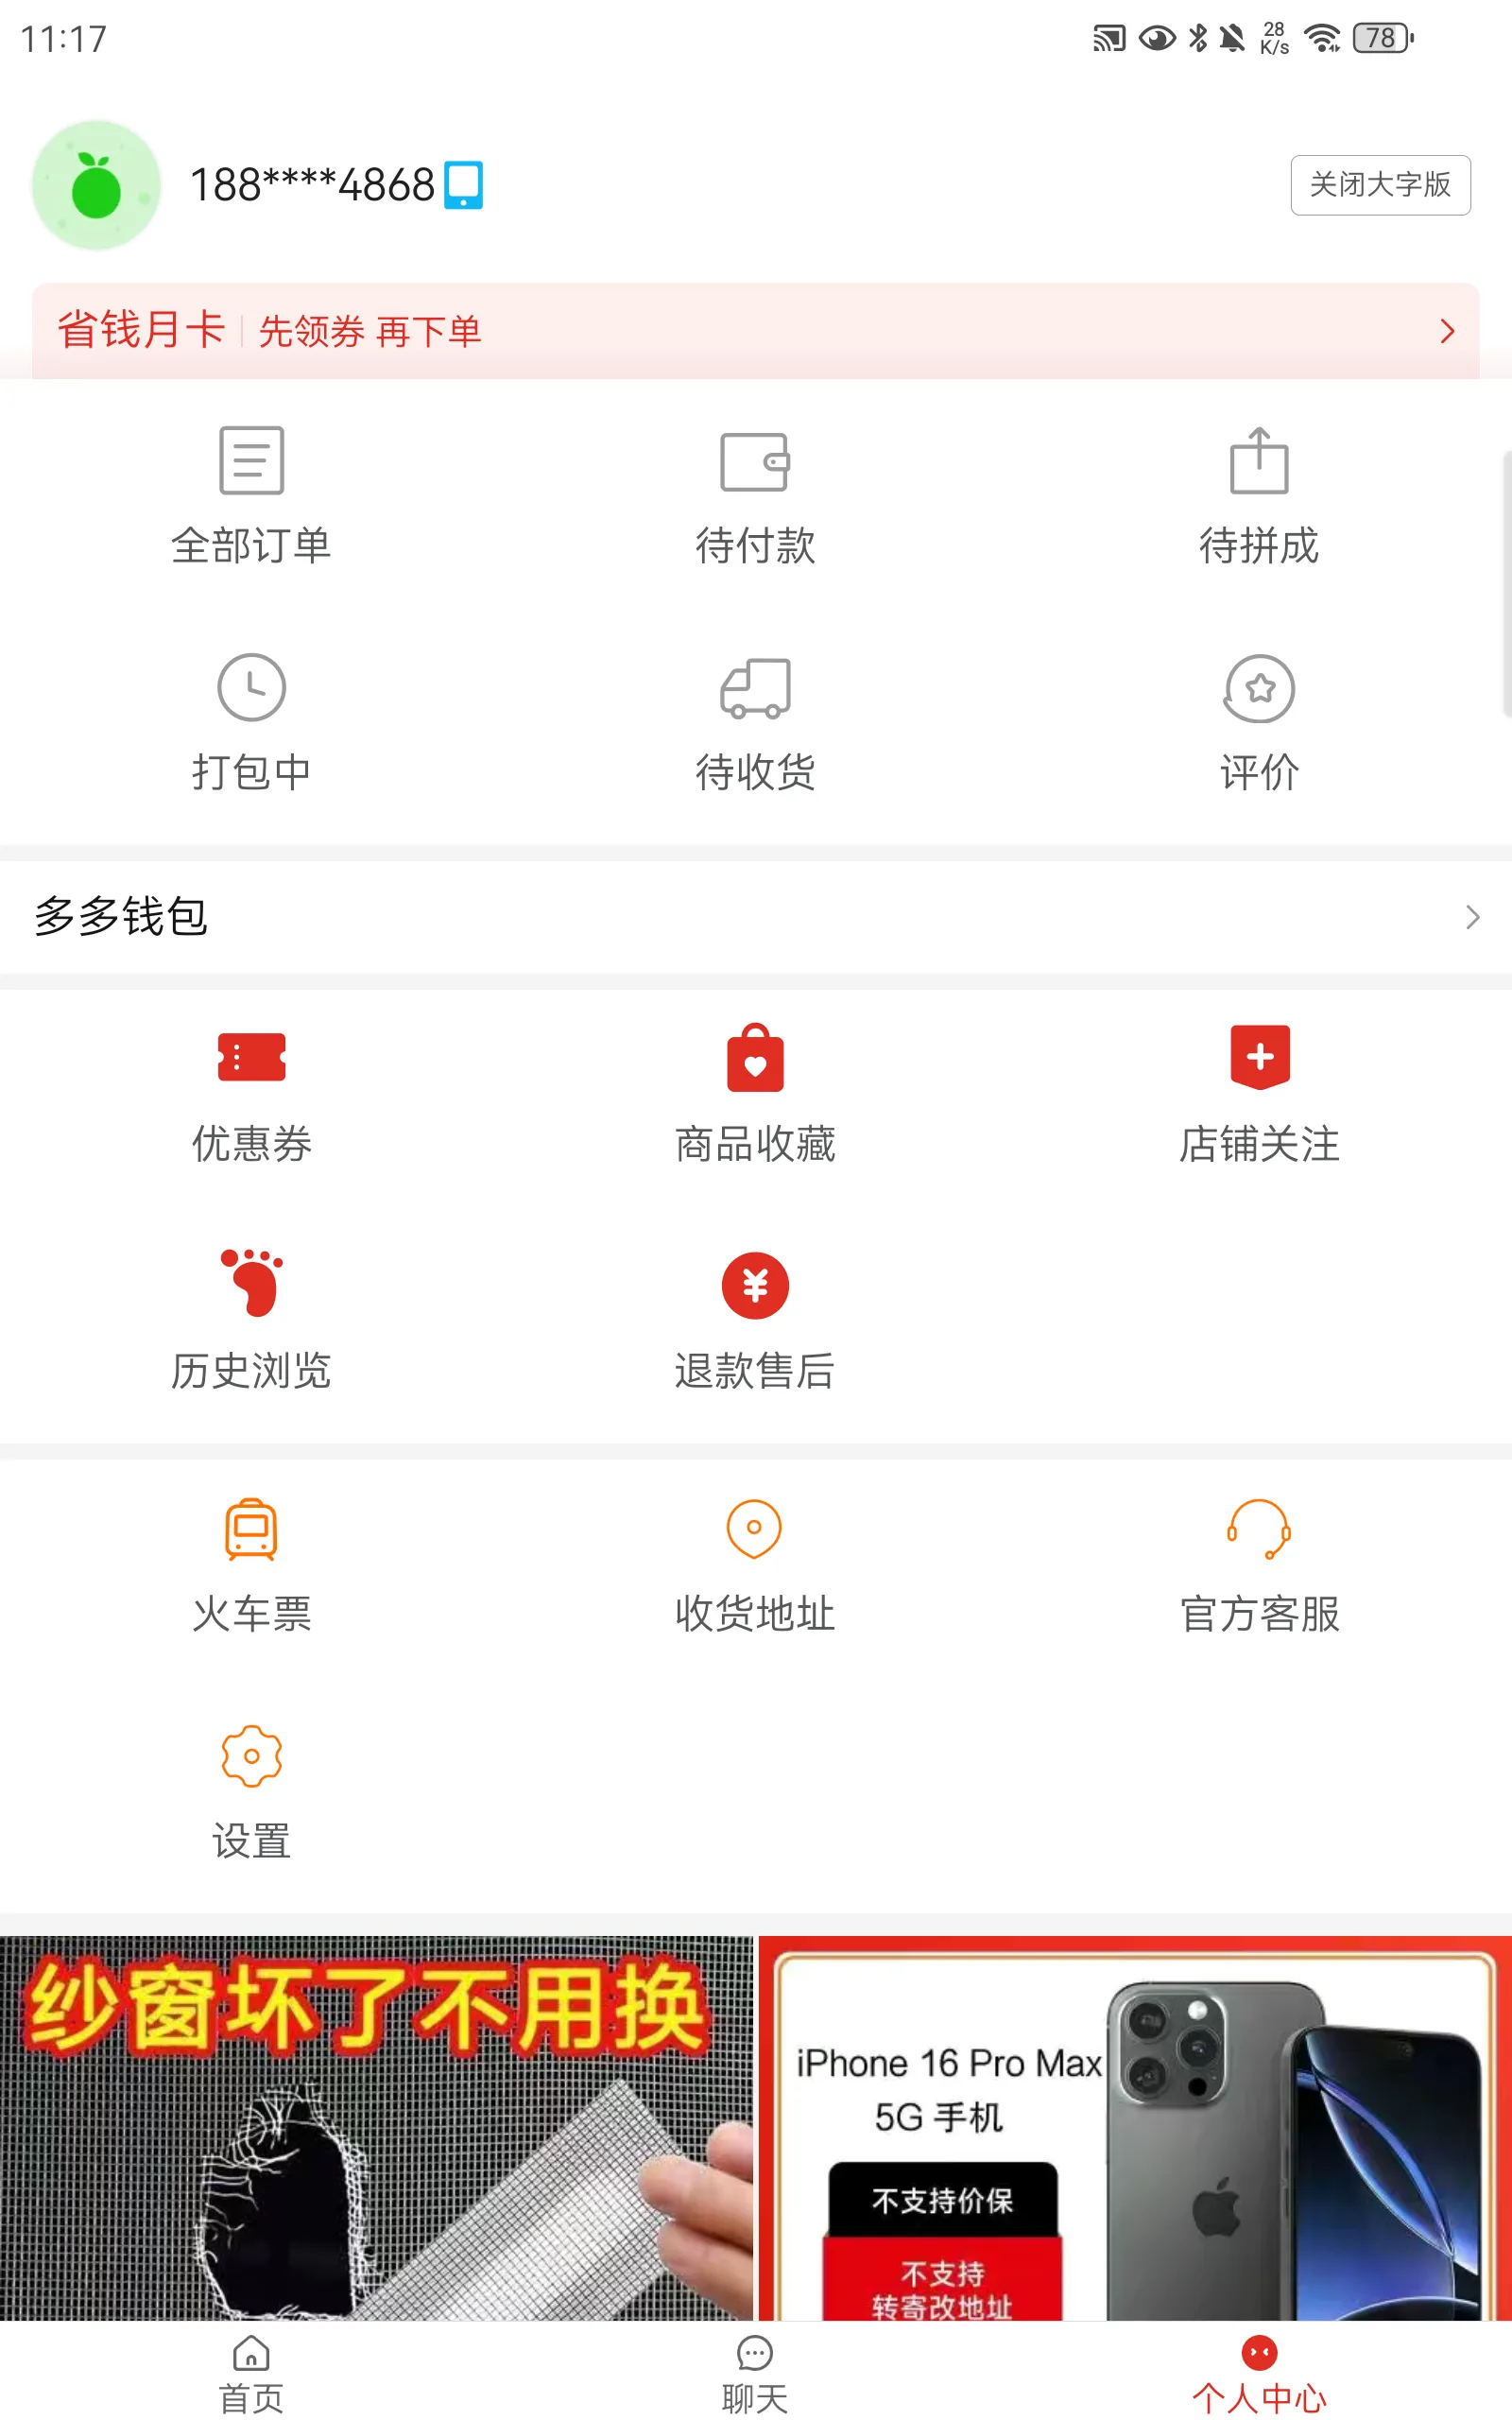 11:17
28
K/s
78
188****4868
关闭大字版
省钱月卡 先领券 再下单
全部订单 待付款 待拼成
打包中 待收货 评价
多多钱包
优惠券 商品收藏 店铺关注
历史浏览 退款售后
火车票 收货地址 官方客服
设置
纱窗坏了不用换
iPhone 16 Pro Max
5G 手机
不支持价保
不支持
转寄改地址
首页 聊天 个人中心